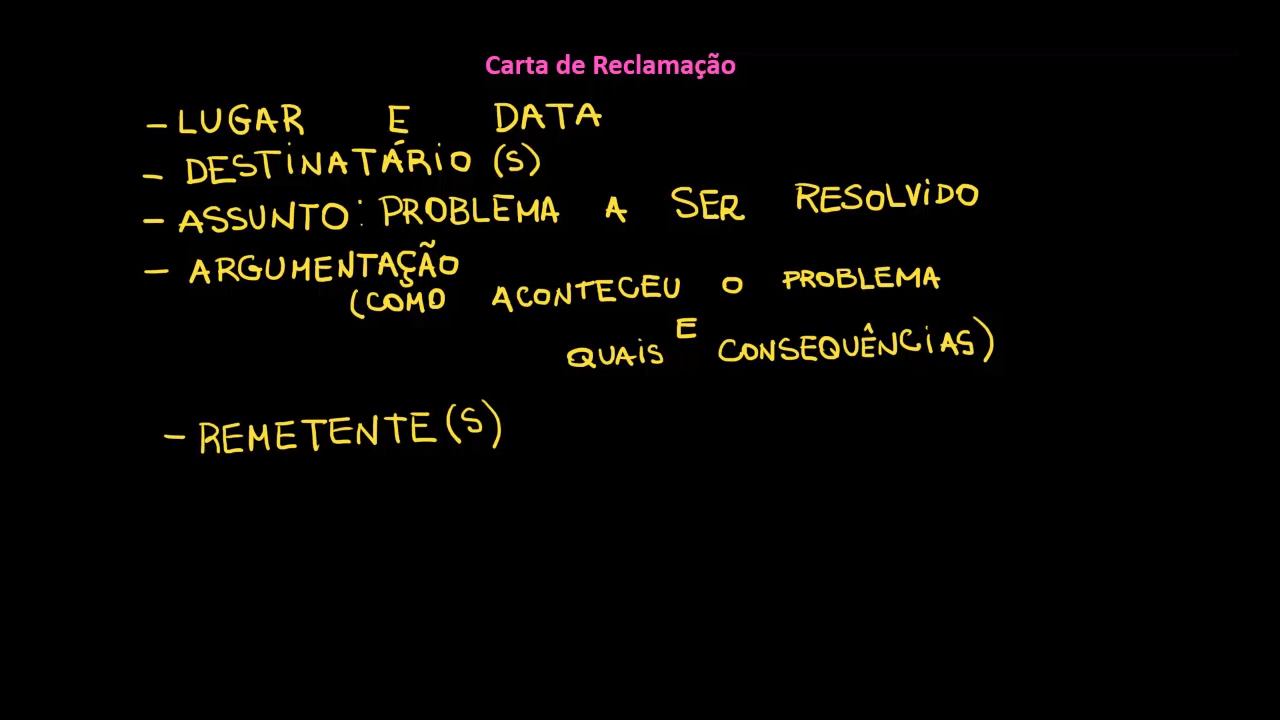 Carta de Reclamação
- LUGAR E DATA
- DESTINATÁRIO (S)
- ASSUNTO: PROBLEMA A SER RESOLVIDO
- ARGUMENTAÇÃO
(COMO ACONTECEU O PROBLEMA
E
QUAIS CONSEQUÊNCIAS)
- REMETENTE (S)